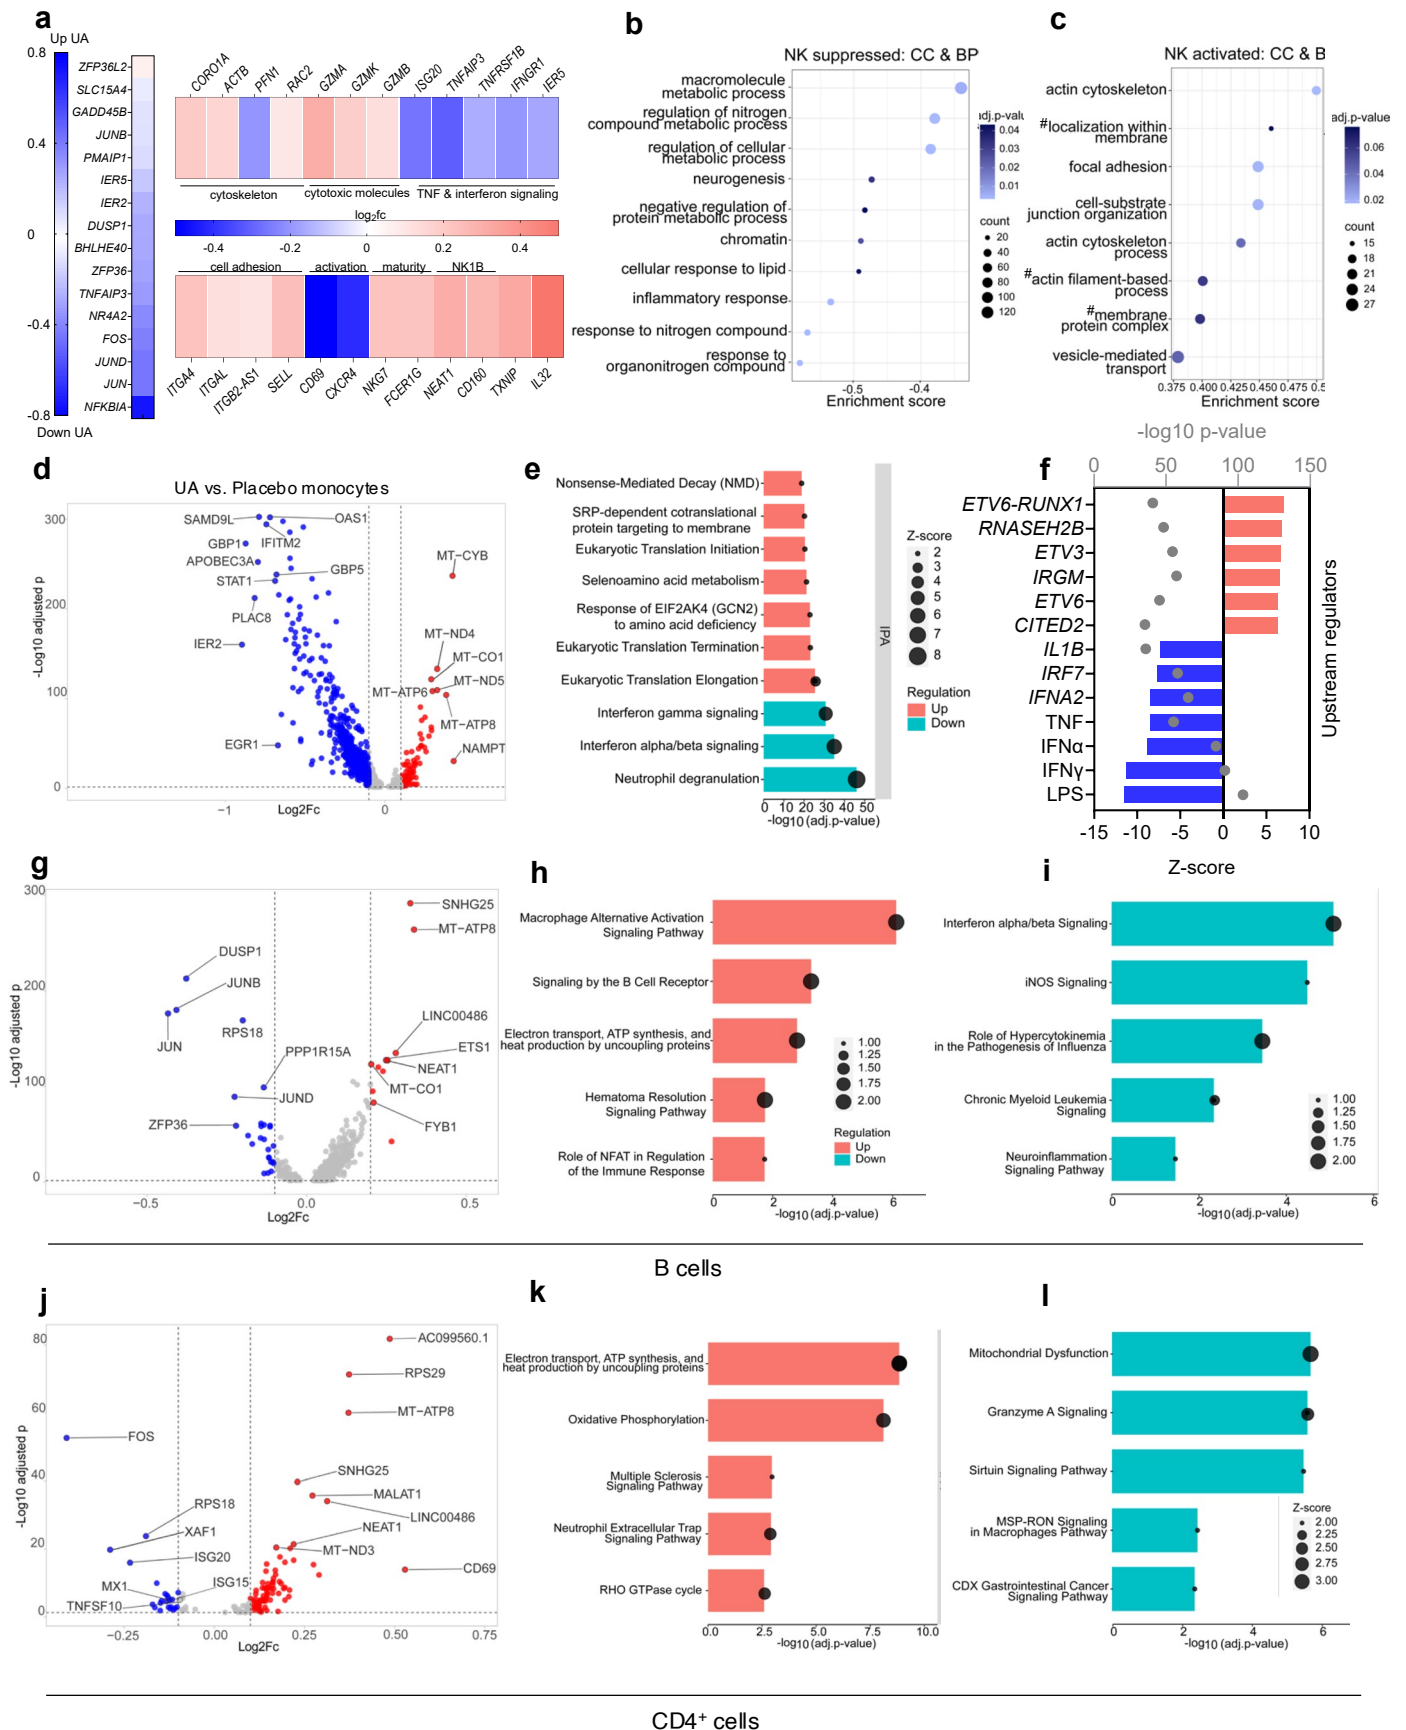 a
Up UA
0.8
0.4
0
-0.4
-0.8
Down UA
ZFP36L2
SLC15A4
GADD45B
JUNB
PMAIP1
IER5
IER2
DUSP1
BHLHE40
ZFP36
TNFAIP3
NR4A2
FOS
JUND
JUN
NFKBIA
CORO1A
ACTB
PFN1
RAC2
GZMA
GZMK
GZMB
ISG20
TNFAIP3
TNFRSF1B
IFNGR1
IER5
cytoskeleton
cytotoxic molecules
TNF & interferon signaling
log2fc
-0.4
-0.2
0
0.2
0.4
cell adhesion
activation
maturity
NK1B
ITGA4
ITGAL
ITGB2-AS1
SELL
CD69
CXCR4
NKG7
FCER1G
NEAT1
CD160
TXNIP
IL32
b
NK suppressed: CC & BP
macromolecule
metabolic process
regulation of nitrogen
compound metabolic process
regulation of cellular
metabolic process
neurogenesis
negative regulation of
protein metabolic process
chromatin
cellular response to lipid
inflammatory response
response to nitrogen compound
response to
organonitrogen compound
-0.5
-0.4
Enrichment score
adj.p-valu
0.04
0.03
0.02
0.01
count
20
40
60
80
100
120
c
NK activated: CC & B
actin cytoskeleton
#localization within
membrane
focal adhesion
cell-substrate
junction organization
actin cytoskeleton
process
#actin filament-based
process
#membrane
protein complex
vesicle-mediated
transport
0.375 0.400 0.425 0.450 0.475 0.5
Enrichment score
adj.p-value
0.06
0.04
0.02
count
15
18
21
24
27
d
UA vs. Placebo monocytes
-Log10 adjusted p
300
200
100
0
−1
0
Log2Fc
SAMD9L
OAS1
IFITM2
GBP1
APOBEC3A
GBP5
STAT1
PLAC8
IER2
EGR1
MT−CYB
MT−ND4
MT−CO1
MT−ND5
MT−ATP6
MT−ATP8
NAMPT
e
Nonsense-Mediated Decay (NMD)
SRP-dependent cotranslational
protein targeting to membrane
Eukaryotic Translation Initiation
Selenoamino acid metabolism
Response of EIF2AK4 (GCN2)
to amino acid deficiency
Eukaryotic Translation Termination
Eukaryotic Translation Elongation
Interferon gamma signaling
Interferon alpha/beta signaling
Neutrophil degranulation
0 10 20 30 40 50
-log10 (adj.p-value)
IPA
Z-score
2
3
4
5
6
7
8
Regulation
Up
Down
f
-log10 p-value
0 50 100 150
ETV6-RUNX1
RNASEH2B
ETV3
IRGM
ETV6
CITED2
IL1B
IRF7
IFNA2
TNF
IFNα
IFNγ
LPS
-15 -10 -5 0 5 10
Z-score
Upstream regulators
g
-Log10 adjusted p
300
200
100
0
−0.5
0.0
0.5
Log2Fc
SNHG25
MT−ATP8
DUSP1
JUNB
JUN
RPS18
PPP1R15A
JUND
ZFP36
LINC00486
ETS1
NEAT1
MT−CO1
FYB1
h
Macrophage Alternative Activation
Signaling Pathway
Signaling by the B Cell Receptor
Electron transport, ATP synthesis, and
heat production by uncoupling proteins
Hematoma Resolution
Signaling Pathway
Role of NFAT in Regulation
of the Immune Response
0 2 4 6
-log10 (adj.p-value)
1.00
1.25
1.50
1.75
2.00
Regulation
Up
Down
i
Interferon alpha/beta Signaling
iNOS Signaling
Role of Hypercytokinemia
in the Pathogenesis of Influenza
Chronic Myeloid Leukemia
Signaling
Neuroinflammation
Signaling Pathway
0 2 4 6
-log10 (adj.p-value)
1.00
1.25
1.50
1.75
2.00
B cells
j
-Log10 adjusted p
80
60
40
20
0
−0.25
0.00
0.25
0.50
0.75
Log2Fc
AC099560.1
RPS29
MT−ATP8
FOS
SNHG25
MALAT1
LINC00486
NEAT1
MT−ND3
CD69
RPS18
XAF1
ISG20
ISG15
MX1
TNFSF10
k
Electron transport, ATP synthesis, and
heat production by uncoupling proteins
Oxidative Phosphorylation
Multiple Sclerosis
Signaling Pathway
Neutrophil Extracellular Trap
Signaling Pathway
RHO GTPase cycle
0.0 2.5 5.0 7.5 10.0
-log10 (adj.p-value)
l
Mitochondrial Dysfunction
Granzyme A Signaling
Sirtuin Signaling Pathway
MSP-RON Signaling
in Macrophages Pathway
CDX Gastrointestinal Cancer
Signaling Pathway
0 2 4 6
-log10 (adj.p-value)
Z-score
2.00
2.25
2.50
2.75
3.00
CD4+ cells